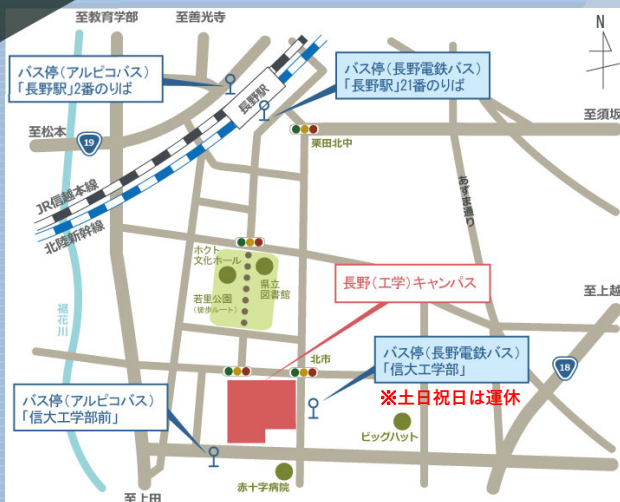 至教育学部
至善光寺
N
バス停(アルピコバス)
「長野駅」2番のりば
バス停(長野電鉄バス)
「長野駅」21番のりば
長野駅
至須坂
至松本
19
栗田北中
JR信越本線
北陸新幹線
あずま通り
ホクト
文化ホール
県立
図書館
若里公園
(徒歩ルート)
長野(工学)キャンパス
至上越
裾花川
北市
バス停(長野電鉄バス)
「信大工学部」
※土日祝日は運休
18
バス停(アルピコバス)
「信大工学部前」
ビッグハット
赤十字病院
至上田